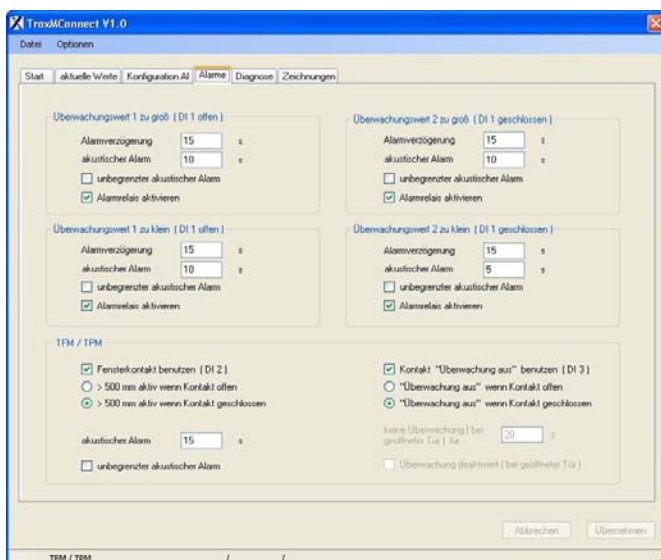 TroxMConnect V1.0
Datei Optionen
Start aktuelle Werte Konfiguration AI Alarme Diagnose Zeichnungen
Überwachungswert 1 zu groß ( DI 1 offen )
Alarmverzögerung 15 s
akustischer Alarm 10 s
unbegrenzter akustischer Alarm
Alarmrelais aktivieren
Überwachungswert 2 zu groß ( DI 1 geschlossen )
Alarmverzögerung 15 s
akustischer Alarm 10 s
unbegrenzter akustischer Alarm
Alarmrelais aktivieren
Überwachungswert 1 zu klein ( DI 1 offen )
Alarmverzögerung 15 s
akustischer Alarm 10 s
unbegrenzter akustischer Alarm
Alarmrelais aktivieren
Überwachungswert 2 zu klein ( DI 1 geschlossen )
Alarmverzögerung 15 s
akustischer Alarm 5 s
unbegrenzter akustischer Alarm
Alarmrelais aktivieren
TFM / TPM
Fensterkontakt benutzen ( DI 2 )
> 500 mm aktiv wenn Kontakt offen
> 500 mm aktiv wenn Kontakt geschlossen
akustischer Alarm 15 s
unbegrenzter akustischer Alarm
Kontakt "Überwachung aus" benutzen ( DI 3 )
"Überwachung aus" wenn Kontakt offen
"Überwachung aus" wenn Kontakt geschlossen
keine Überwachung ( bei
geöffneter Tür ) für 20 s
Überwachung deaktiviert ( bei geöffneter Tür )
Abbrechen Übernehmen
TFM / TPM / /